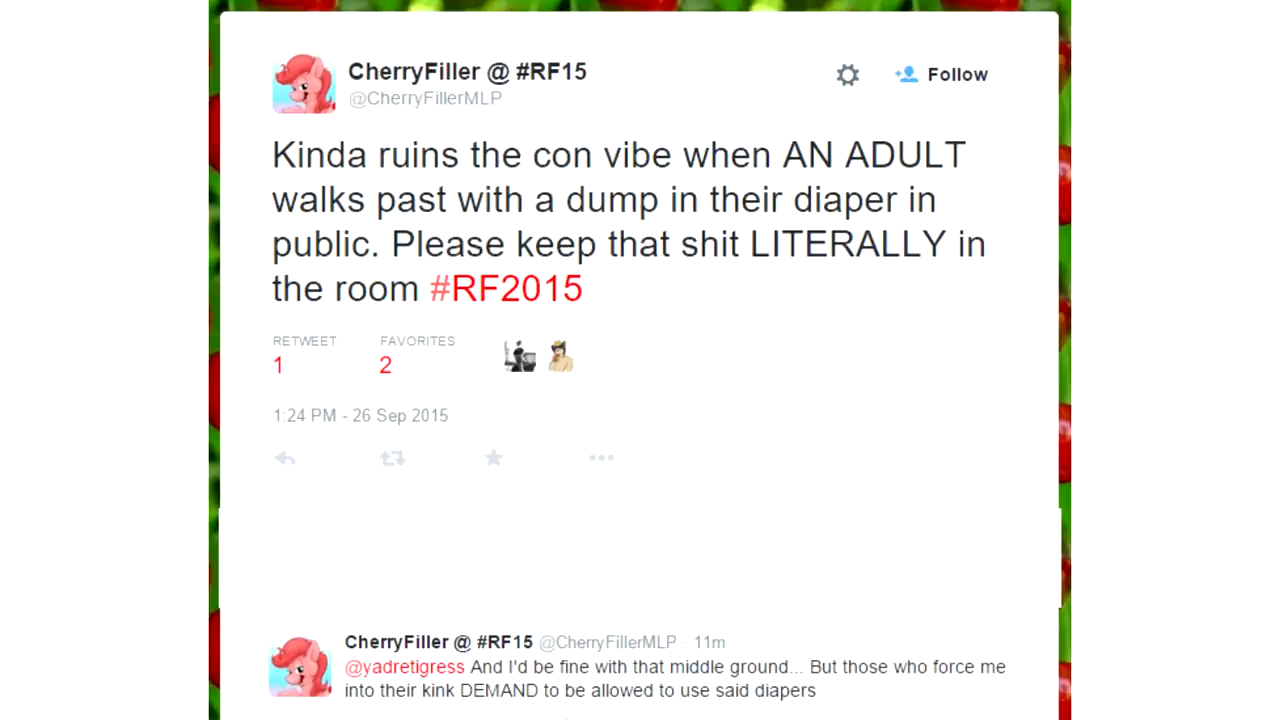 CherryFiller @ #RF15
@CherryFillerMLP
Follow
Kinda ruins the con vibe when AN ADULT
walks past with a dump in their diaper in
public. Please keep that shit LITERALLY in
the room #RF2015
RETWEET FAVORITES
1 2
1:24 PM - 26 Sep 2015
CherryFiller @ #RF15 @CherryFillerMLP · 11m
@yadretigress And I'd be fine with that middle ground... But those who force me
into their kink DEMAND to be allowed to use said diapers